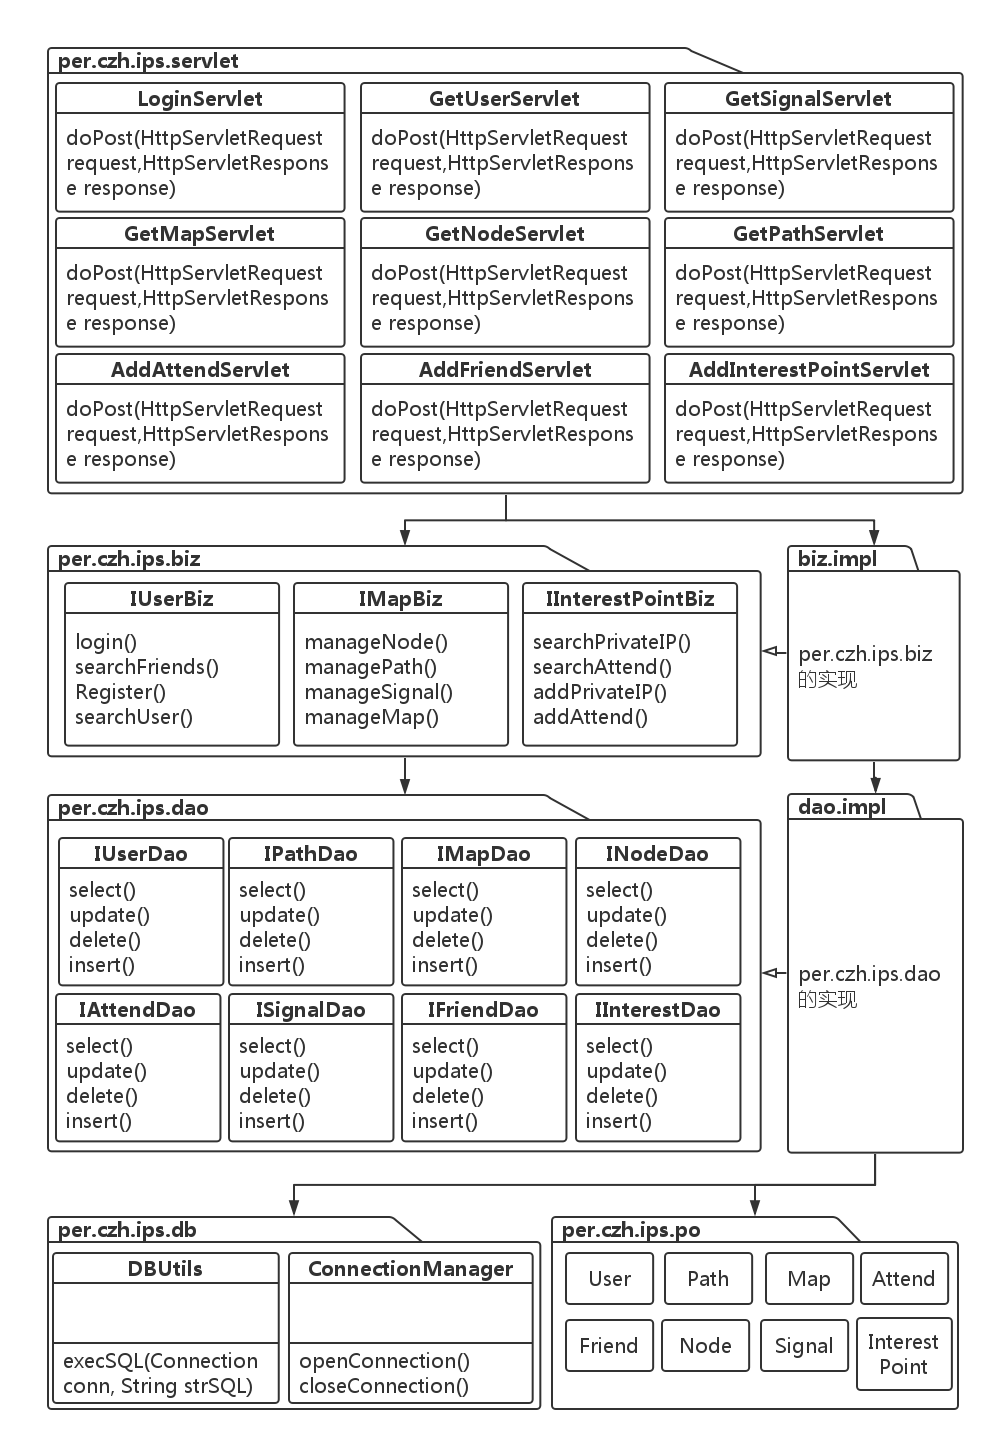 per.czh.ips.servlet
LoginServlet
doPost(HttpServletRequest
request,HttpServletRespons
e response)
GetUserServlet
doPost(HttpServletRequest
request,HttpServletRespons
e response)
GetSignalServlet
doPost(HttpServletRequest
request,HttpServletRespons
e response)
GetMapServlet
doPost(HttpServletRequest
request,HttpServletRespons
e response)
GetNodeServlet
doPost(HttpServletRequest
request,HttpServletRespons
e response)
GetPathServlet
doPost(HttpServletRequest
request,HttpServletRespons
e response)
AddAttendServlet
doPost(HttpServletRequest
request,HttpServletRespons
e response)
AddFriendServlet
doPost(HttpServletRequest
request,HttpServletRespons
e response)
AddInterestPointServlet
doPost(HttpServletRequest
request,HttpServletRespons
e response)
per.czh.ips.biz
IUserBiz
login()
searchFriends()
Register()
searchUser()
IMapBiz
manageNode()
managePath()
manageSignal()
manageMap()
IInterestPointBiz
searchPrivateIP()
searchAttend()
addPrivateIP()
addAttend()
biz.impl
per.czh.ips.biz
的实现
per.czh.ips.dao
IUserDao
select()
update()
delete()
insert()
IPathDao
select()
update()
delete()
insert()
IMapDao
select()
update()
delete()
insert()
INodeDao
select()
update()
delete()
insert()
IAttendDao
select()
update()
delete()
insert()
ISignalDao
select()
update()
delete()
insert()
IFriendDao
select()
update()
delete()
insert()
IInterestDao
select()
update()
delete()
insert()
dao.impl
per.czh.ips.dao
的实现
per.czh.ips.db
DBUtils
execSQL(Connection
conn, String strSQL)
ConnectionManager
openConnection()
closeConnection()
per.czh.ips.po
User
Path
Map
Attend
Friend
Node
Signal
Interest
Point